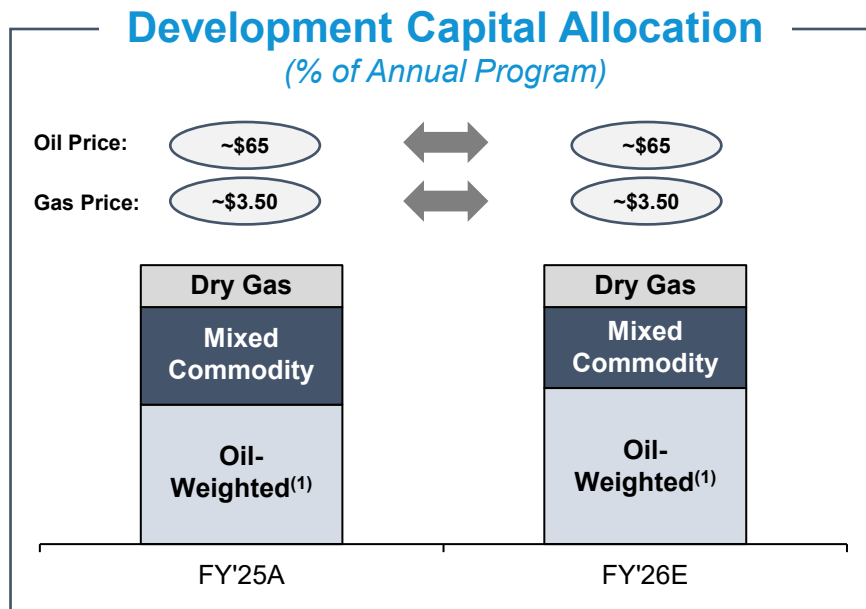 Development Capital Allocation
(% of Annual Program)
Oil Price:
~$65
~$65
Gas Price:
~$3.50
~$3.50
Dry Gas
Dry Gas
Mixed
Commodity
Mixed
Commodity
Oil-
Weighted(1)
Oil-
Weighted(1)
FY'25A
FY'26E